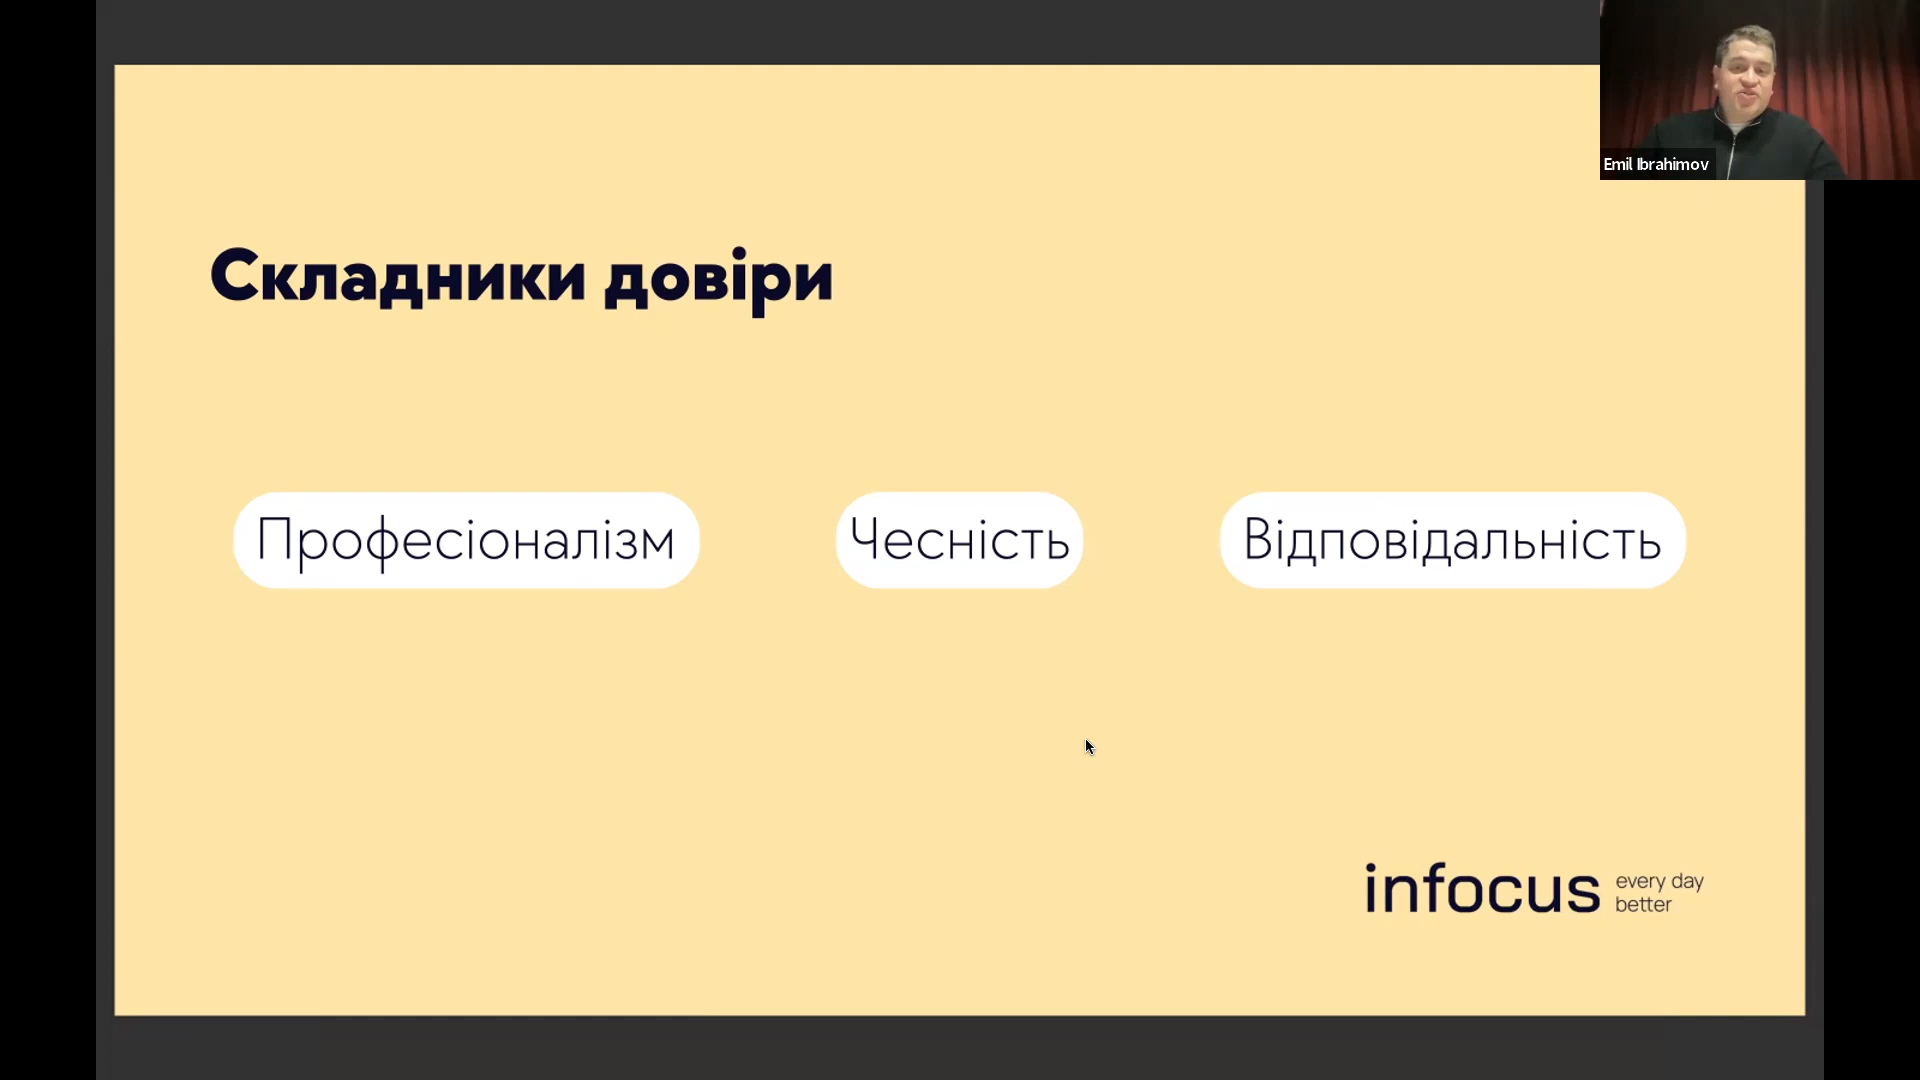 Emil Ibrahimov
Складники довіри
Професіоналізм
Чесність
Відповідальність
infocus
every day
better